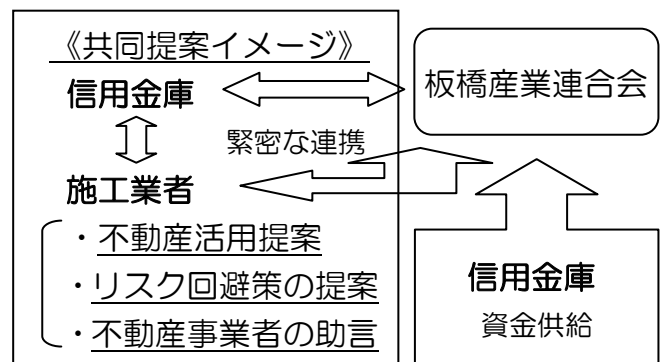 《共同提案イメージ》
信用金庫
板橋産業連合会
緊密な連携
施工業者
・不動産活用提案
・リスク回避策の提案
・不動産事業者の助言
信用金庫
資金供給